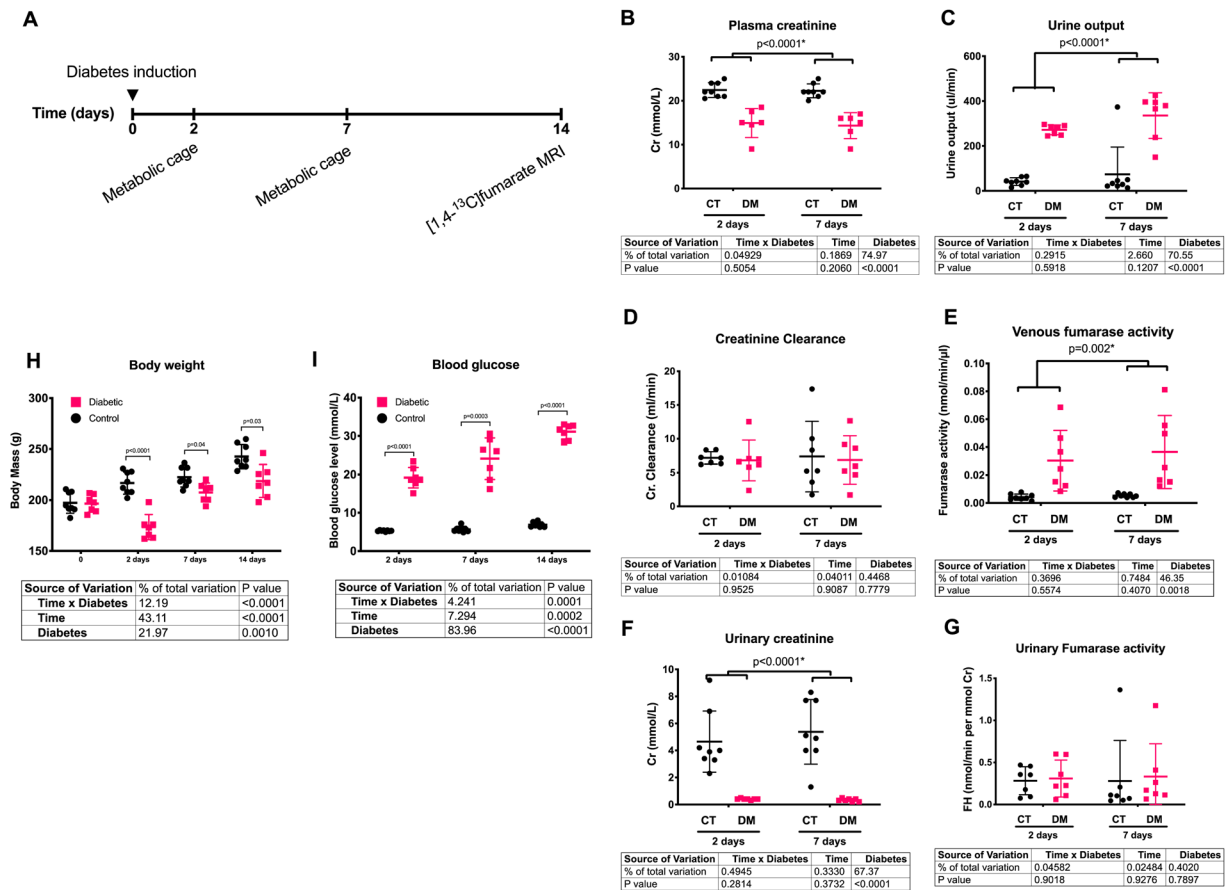 A
Diabetes induction
Time (days)
0 2 7 14
Metabolic cage
Metabolic cage
[1,4-¹³C]fumarate MRI
B
Plasma creatinine
p<0.0001*
Cr (mmol/L)
30
20
10
0
CT DM CT DM
2 days 7 days
Source of Variation Time x Diabetes Time Diabetes
% of total variation 0.04929 0.1869 74.97
P value 0.5054 0.2060 <0.0001
C
Urine output
p<0.0001*
Urine output (ul/min)
600
400
200
0
CT DM CT DM
2 days 7 days
Source of Variation Time x Diabetes Time Diabetes
% of total variation 0.2915 2.660 70.55
P value 0.5918 0.1207 <0.0001
D
Creatinine Clearance
Cr. Clearance (ml/min)
20
15
10
5
0
CT DM CT DM
2 days 7 days
Source of Variation Time x Diabetes Time Diabetes
% of total variation 0.01084 0.04011 0.4468
P value 0.9525 0.9087 0.7779
E
Venous fumarase activity
p=0.002*
Fumarase activity (nmol/min/µl)
0.10
0.08
0.06
0.04
0.02
0.00
CT DM CT DM
2 days 7 days
Source of Variation Time x Diabetes Time Diabetes
% of total variation 0.3696 0.7484 46.35
P value 0.5574 0.4070 0.0018
H
Body weight
Diabetic
Control
p<0.0001
p=0.04
p=0.03
Body Mass (g)
300
250
200
150
0 2 days 7 days 14 days
Source of Variation % of total variation P value
Time x Diabetes 12.19 <0.0001
Time 43.11 <0.0001
Diabetes 21.97 0.0010
I
Blood glucose
Diabetic
Control
p<0.0001
p=0.0003
p<0.0001
Blood glucose level (mmol/L)
40
30
20
10
0
2 days 7 days 14 days
Source of Variation % of total variation P value
Time x Diabetes 4.241 0.0001
Time 7.294 0.0002
Diabetes 83.96 <0.0001
F
Urinary creatinine
p<0.0001*
Cr (mmol/L)
10
8
6
4
2
0
CT DM CT DM
2 days 7 days
Source of Variation Time x Diabetes Time Diabetes
% of total variation 0.4945 0.3330 67.37
P value 0.2814 0.3732 <0.0001
G
Urinary Fumarase activity
FH (nmol/min per mmol Cr)
1.5
1.0
0.5
0.0
CT DM CT DM
2 days 7 days
Source of Variation Time x Diabetes Time Diabetes
% of total variation 0.04582 0.02484 0.4020
P value 0.9018 0.9276 0.7897